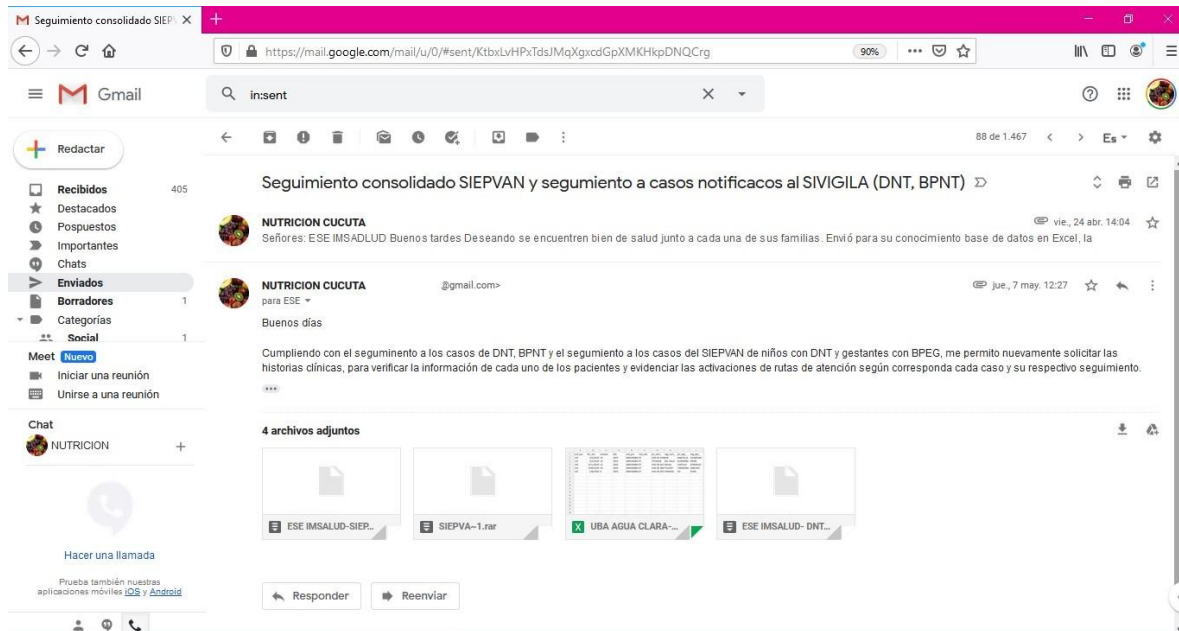 Seguimiento consolidado SIEP
https://mail.google.com/mail/u/0/#sent/KtbxLvHPxTdsJMqXgxcdGpXMKHkpDNQCrg
90%
Gmail
in:sent
Redactar
88 de 1.467
Es
Recibidos 405
Destacados
Pospuestos
Importantes
Chats
Enviados
Borradores 1
Categorías
Social 1
Meet Nuevo
Iniciar una reunión
Unirse a una reunión
Chat
NUTRICION
Hacer una llamada
Prueba también nuestras
aplicaciones móviles iOS y Android
Seguimiento consolidado SIEPVAN y segumiento a casos notificacos al SIVIGILA (DNT, BPNT)
NUTRICION CUCUTA vie., 24 abr. 14:04
Señores: ESE IMSADLUD Buenos tardes Deseando se encuentren bien de salud junto a cada una de sus familias. Envió para su conocimiento base de datos en Excel, la
NUTRICION CUCUTA @gmail.com> jue., 7 may. 12:27
para ESE
Buenos días
Cumpliendo con el seguminento a los casos de DNT, BPNT y el segumiento a los casos del SIEPVAN de niños con DNT y gestantes con BPEG, me permito nuevamente solicitar las
historias clínicas, para verificar la información de cada uno de los pacientes y evidenciar las activaciones de rutas de atención según corresponda cada caso y su respectivo seguimiento.
4 archivos adjuntos
ESE IMSALUD-SIEP...
SIEPVA~1.rar
UBA AGUA CLARA-...
ESE IMSALUD- DNT...
Responder
Reenviar